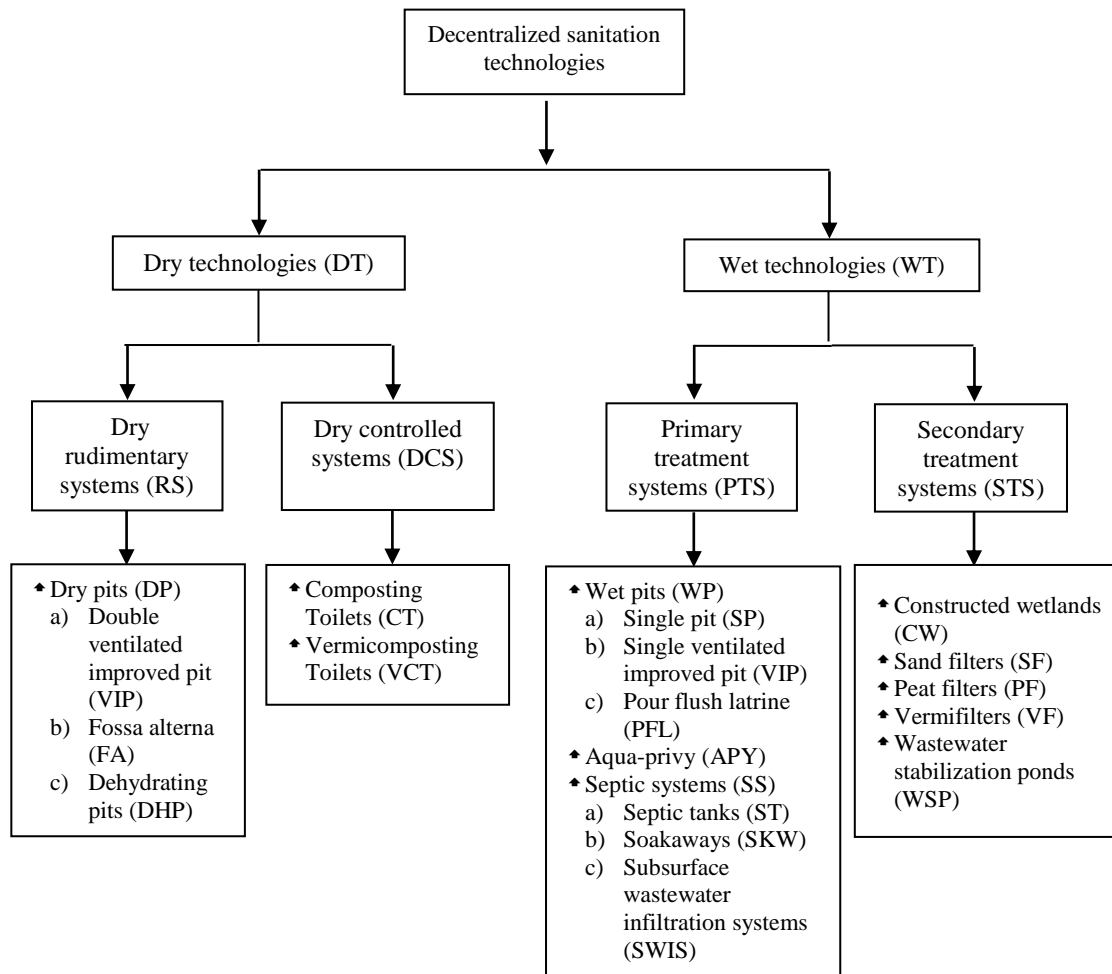 Decentralized sanitation
technologies
Dry technologies (DT)
Wet technologies (WT)
Dry
rudimentary
systems (RS)
Dry controlled
systems (DCS)
Primary
treatment
systems (PTS)
Secondary
treatment
systems (STS)
Dry pits (DP)
a) Double
ventilated
improved pit
(VIP)
b) Fossa alterna
(FA)
c) Dehydrating
pits (DHP)
Composting
Toilets (CT)
Vermicomposting
Toilets (VCT)
Wet pits (WP)
a) Single pit (SP)
b) Single ventilated
improved pit (VIP)
c) Pour flush latrine
(PFL)
Aqua-privy (APY)
Septic systems (SS)
a) Septic tanks (ST)
b) Soakaways (SKW)
c) Subsurface
wastewater
infiltration systems
(SWIS)
Constructed wetlands
(CW)
Sand filters (SF)
Peat filters (PF)
Vermifilters (VF)
Wastewater
stabilization ponds
(WSP)